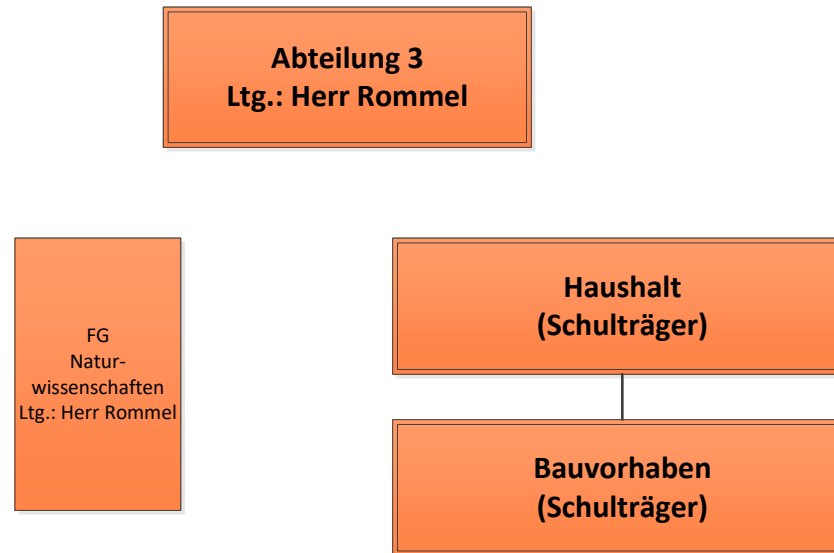 Abteilung 3
Ltg.: Herr Rommel
FG
Natur-
wissenschaften
Ltg.: Herr Rommel
Haushalt
(Schulträger)
Bauvorhaben
(Schulträger)